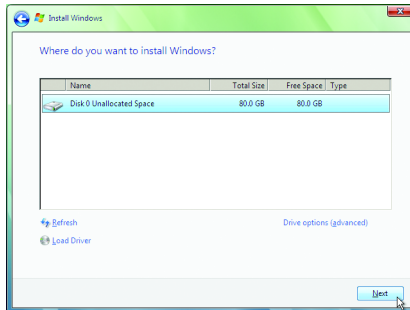 Install Windows
Where do you want to install Windows?
Name Total Size Free Space Type
Disk 0 Unallocated Space 80.0 GB 80.0 GB
Refresh Drive options (advanced)
Load Driver
Next